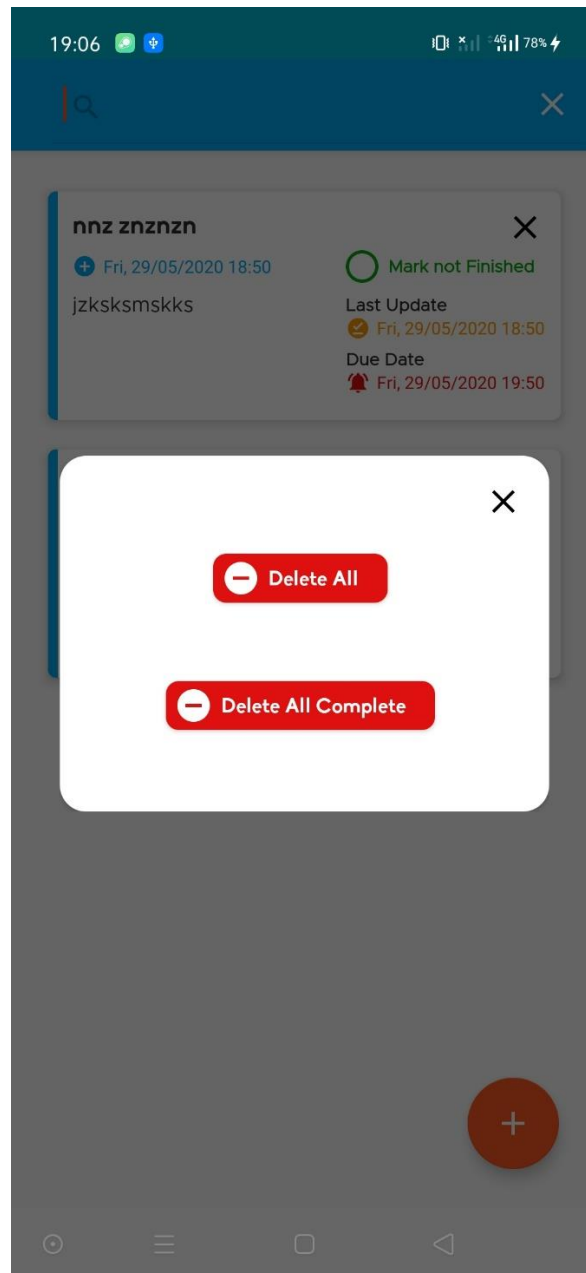 19:06 4G 78%
nnz znznzn
Fri, 29/05/2020 18:50
Mark not Finished
jzksksmskks
Last Update
Fri, 29/05/2020 18:50
Due Date
Fri, 29/05/2020 19:50
Delete All
Delete All Complete